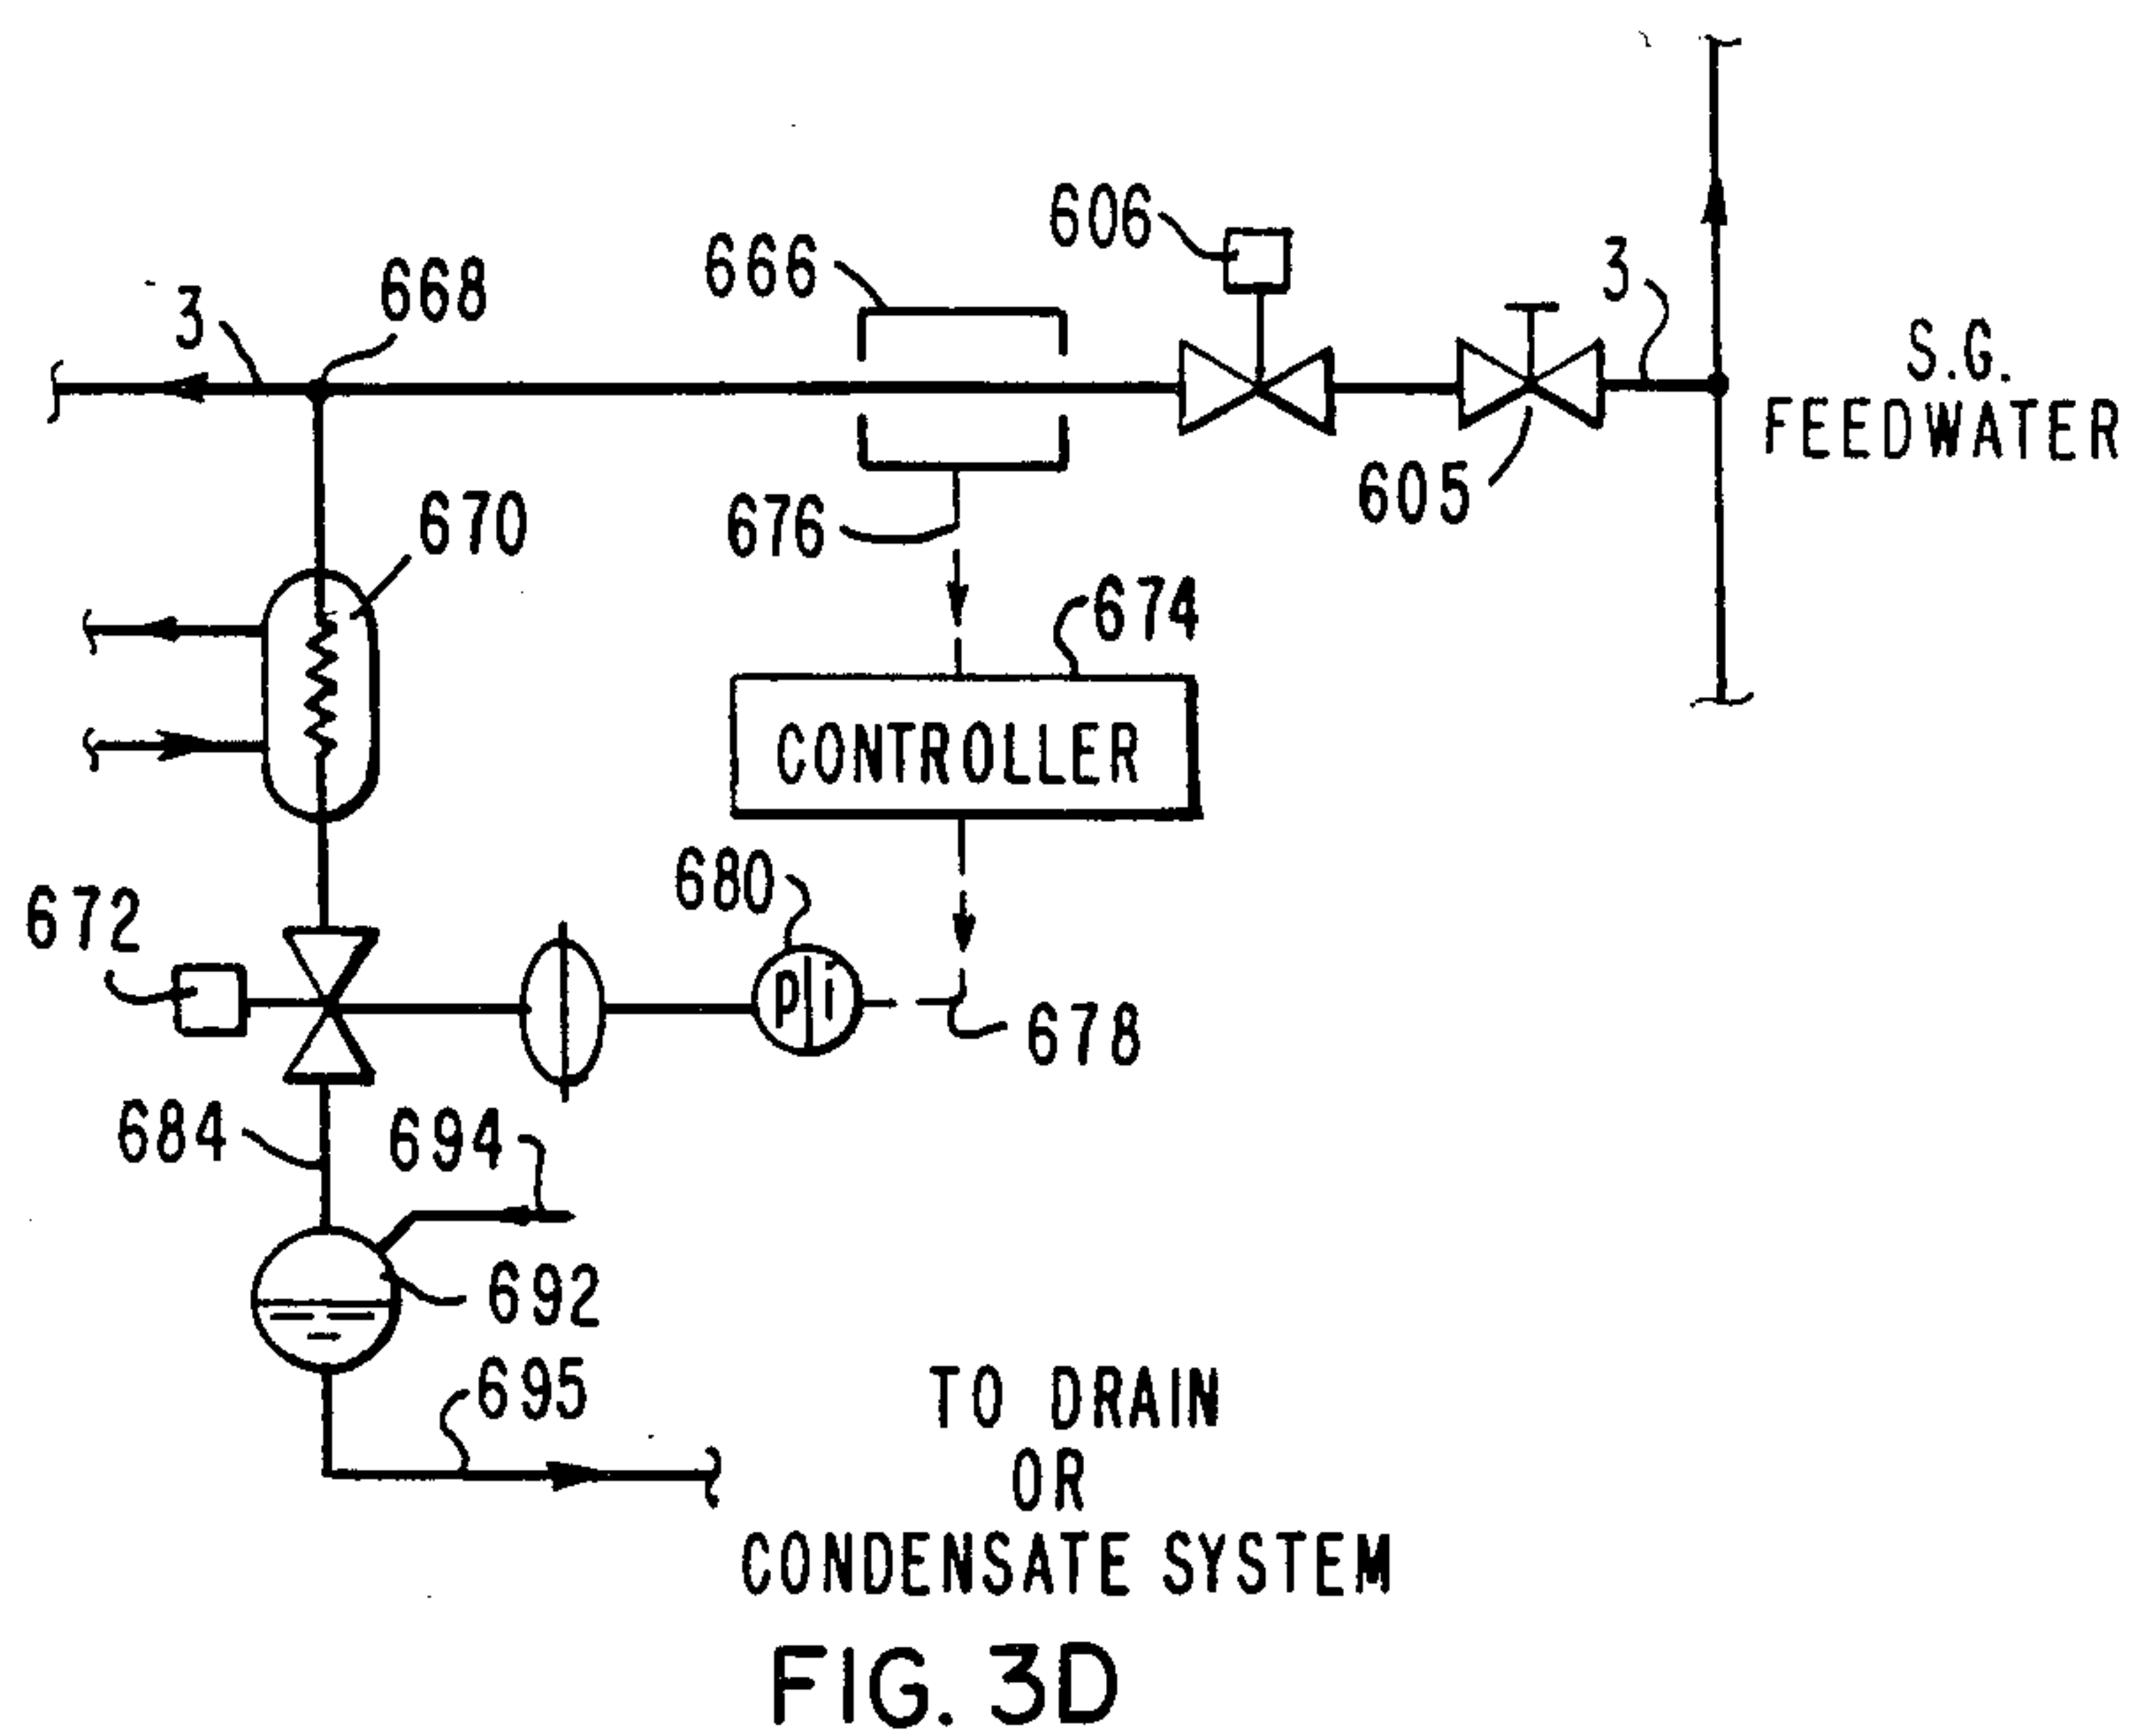 606
666
3
668
3
S.G.
FEEDWATER
605
676
670
674
CONTROLLER
680
672
p|i
678
684
694
692
695
TO DRAIN
OR
CONDENSATE SYSTEM
FIG. 3D